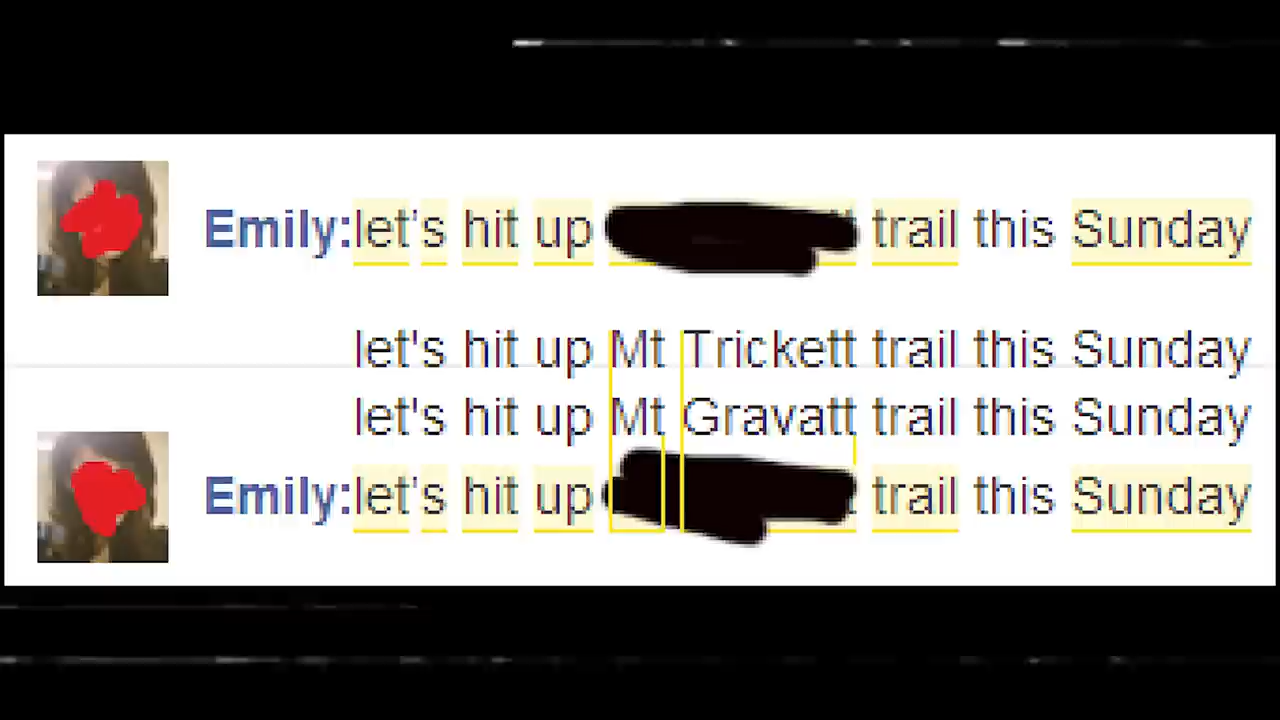 Emily: let's hit up trail this Sunday
let's hit up Mt Trickett trail this Sunday
let's hit up Mt Gravatt trail this Sunday
Emily: let's hit up trail this Sunday